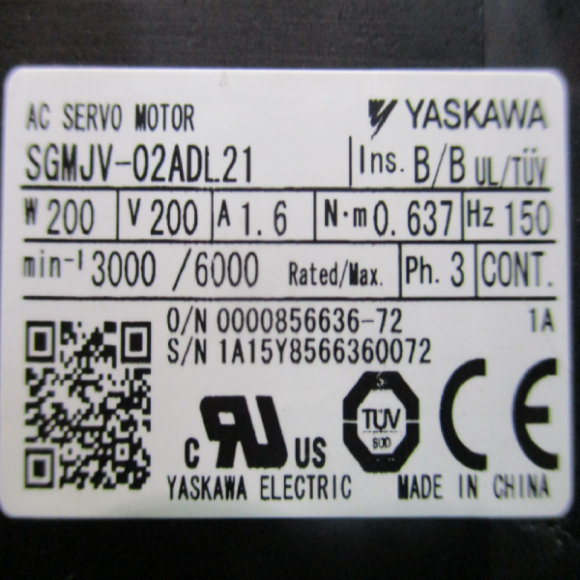 AC SERVO MOTOR YASKAWA
SGMJV-02ADL21 Ins. B/B UL/TÜV
W 200 V 200 A 1.6 N·m 0.637 Hz 150
min-1 3000 /6000 Rated/Max. Ph. 3 CONT.
O/N 0000856636-72 1A
S/N 1A15Y8566360072
C RU US TÜV SÜD CE
YASKAWA ELECTRIC MADE IN CHINA